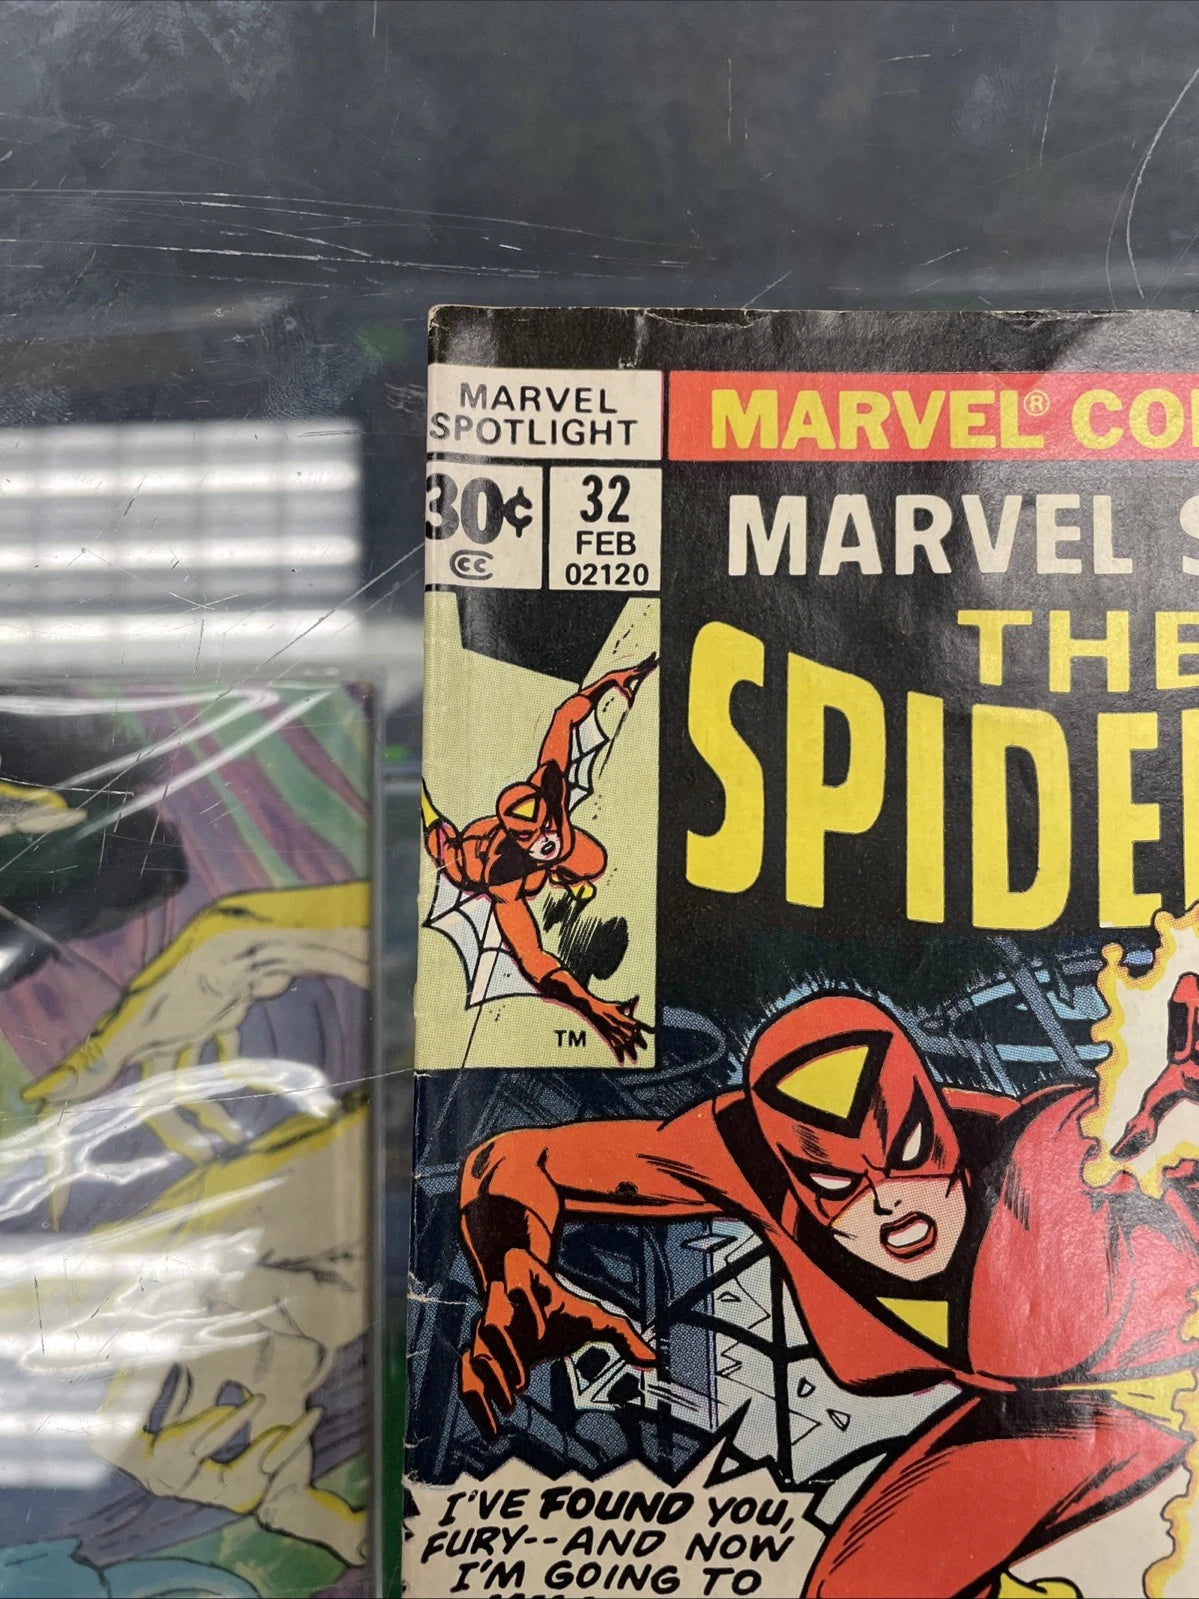 MARVEL
SPOTLIGHT
MARVEL® CO
30¢
32
FEB
02120
CC
MARVEL S
THE
SPIDE
TM
I'VE FOUND YOU,
FURY--AND NOW
I'M GOING TO